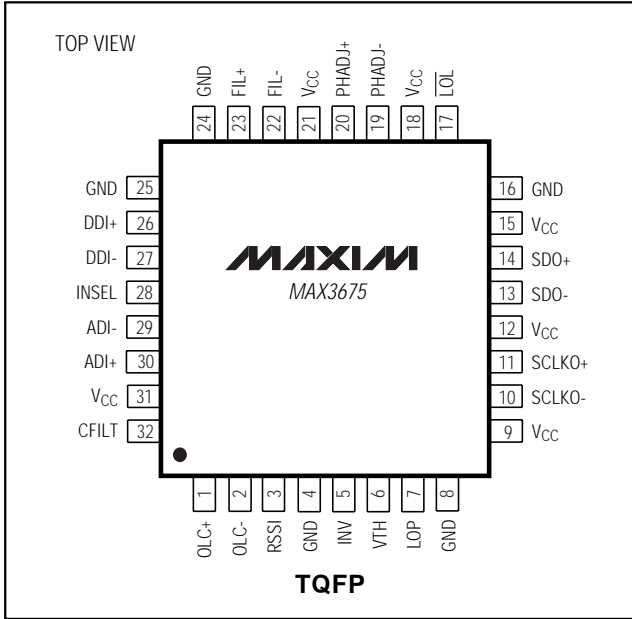 TOP VIEW
GND FIL+ FIL- VCC PHADJ+ PHADJ- VCC LOL
24 23 22 21 20 19 18 17
GND 25
DDI+ 26
DDI- 27
INSEL 28
ADI- 29
ADI+ 30
VCC 31
CFILT 32
MAXIM
MAX3675
16 GND
15 VCC
14 SDO+
13 SDO-
12 VCC
11 SCLKO+
10 SCLKO-
9 VCC
1 2 3 4 5 6 7 8
OLC+ OLC- RSSI GND INV VTH LOP GND
TQFP